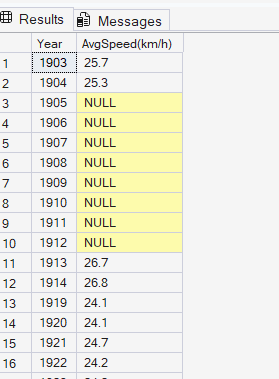 Results Messages
Year AvgSpeed(km/h)
1 1903 25.7
2 1904 25.3
3 1905 NULL
4 1906 NULL
5 1907 NULL
6 1908 NULL
7 1909 NULL
8 1910 NULL
9 1911 NULL
10 1912 NULL
11 1913 26.7
12 1914 26.8
13 1919 24.1
14 1920 24.1
15 1921 24.7
16 1922 24.2